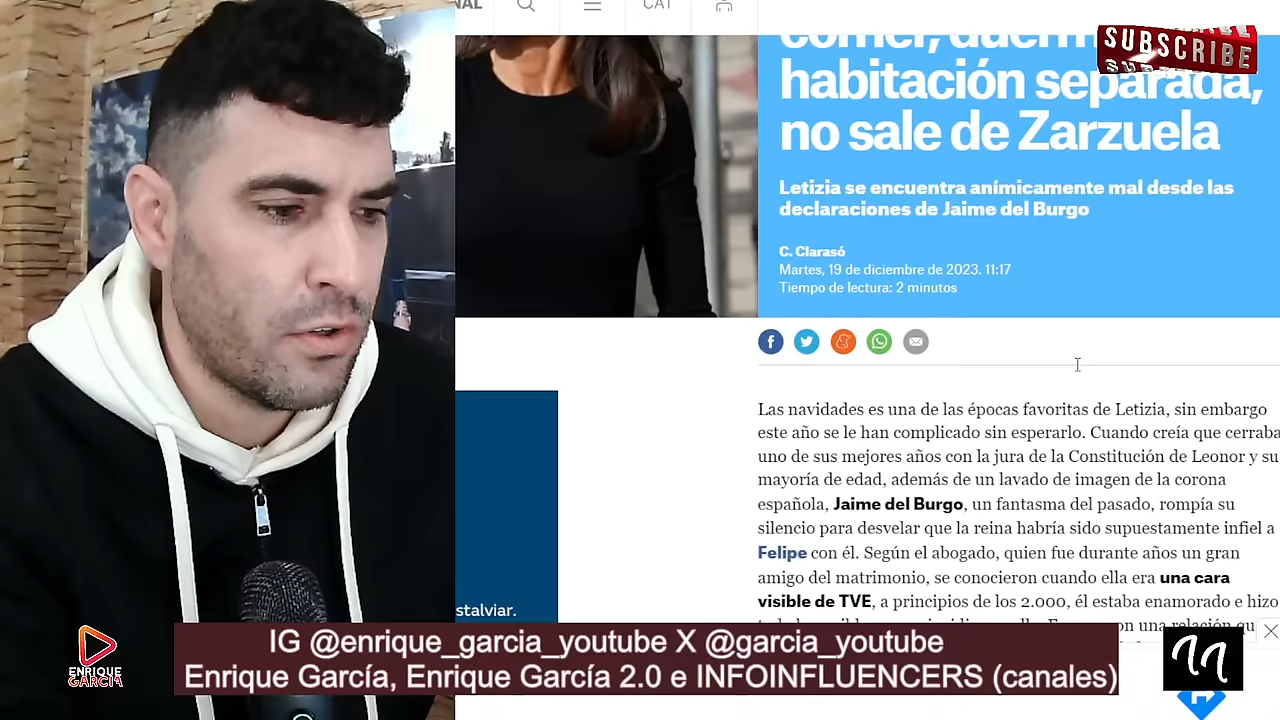 NAL
CAT
SUBSCRIBE
comer, duerm
habitación separada,
no sale de Zarzuela
Letizia se encuentra anímicamente mal desde las
declaraciones de Jaime del Burgo
C. Clarasó
Martes, 19 de diciembre de 2023. 11:17
Tiempo de lectura: 2 minutos
Las navidades es una de las épocas favoritas de Letizia, sin embargo
este año se le han complicado sin esperarlo. Cuando creía que cerraba
uno de sus mejores años con la jura de la Constitución de Leonor y su
mayoría de edad, además de un lavado de imagen de la corona
española, Jaime del Burgo, un fantasma del pasado, rompía su
silencio para desvelar que la reina habría sido supuestamente infiel a
Felipe con él. Según el abogado, quien fue durante años un gran
amigo del matrimonio, se conocieron cuando ella era una cara
visible de TVE, a principios de los 2.000, él estaba enamorado e hizo
stalviar.
IG @enrique_garcia_youtube X @garcia_youtube
Enrique García, Enrique García 2.0 e INFOINFLUENCERS (canales)
ENRIQUE
GARCÍA